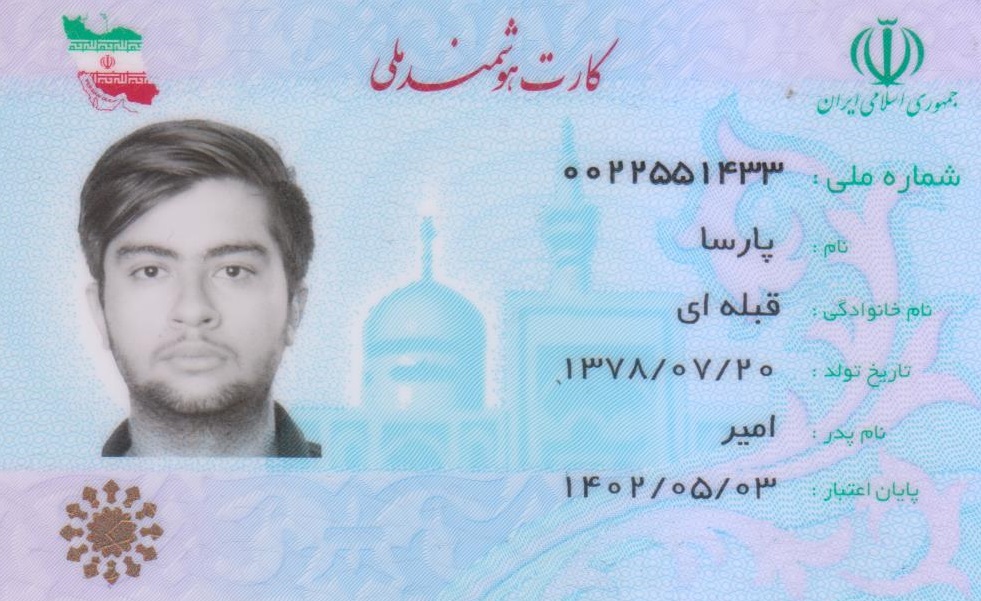 کارت هوشمند ملی
جمهوری اسلامی ایران
شماره ملی : ۰۰۲۲۵۵۱۴۳۳
نام : پارسا
نام خانوادگی : قبله ای
تاریخ تولد : ۱۳۷۸/۰۷/۲۰
نام پدر : امیر
پایان اعتبار : ۱۴۰۲/۰۵/۰۳